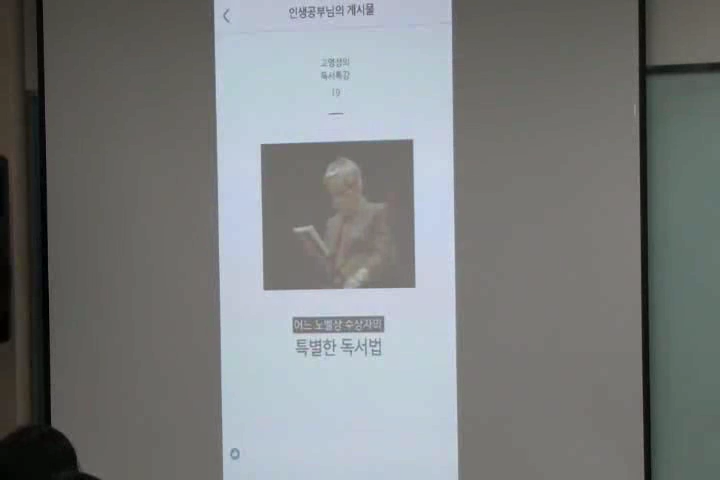 인생공부님의 게시물
고영성의
독서특강
19
어느 노벨상 수상자의
특별한 독서법